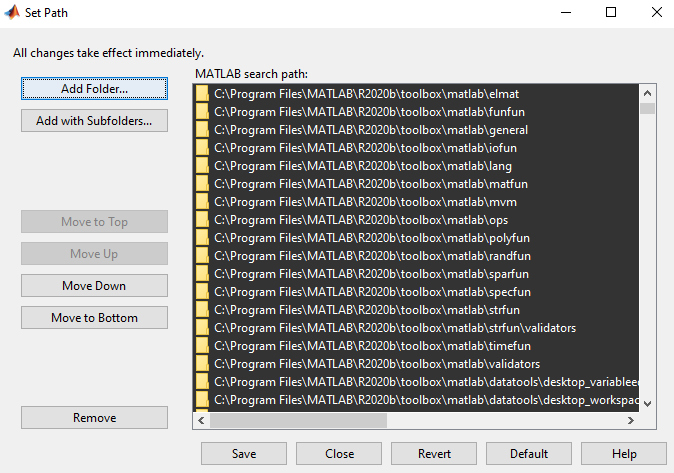 Set Path
All changes take effect immediately.
Add Folder...
Add with Subfolders...
Move to Top
Move Up
Move Down
Move to Bottom
Remove
MATLAB search path:
C:\Program Files\MATLAB\R2020b\toolbox\matlab\elmat
C:\Program Files\MATLAB\R2020b\toolbox\matlab\funfun
C:\Program Files\MATLAB\R2020b\toolbox\matlab\general
C:\Program Files\MATLAB\R2020b\toolbox\matlab\iofun
C:\Program Files\MATLAB\R2020b\toolbox\matlab\lang
C:\Program Files\MATLAB\R2020b\toolbox\matlab\matfun
C:\Program Files\MATLAB\R2020b\toolbox\matlab\mvm
C:\Program Files\MATLAB\R2020b\toolbox\matlab\ops
C:\Program Files\MATLAB\R2020b\toolbox\matlab\polyfun
C:\Program Files\MATLAB\R2020b\toolbox\matlab\randfun
C:\Program Files\MATLAB\R2020b\toolbox\matlab\sparfun
C:\Program Files\MATLAB\R2020b\toolbox\matlab\specfun
C:\Program Files\MATLAB\R2020b\toolbox\matlab\strfun
C:\Program Files\MATLAB\R2020b\toolbox\matlab\strfun\validators
C:\Program Files\MATLAB\R2020b\toolbox\matlab\timefun
C:\Program Files\MATLAB\R2020b\toolbox\matlab\validators
C:\Program Files\MATLAB\R2020b\toolbox\matlab\datatools\desktop_variableed
C:\Program Files\MATLAB\R2020b\toolbox\matlab\datatools\desktop_workspac
Save
Close
Revert
Default
Help